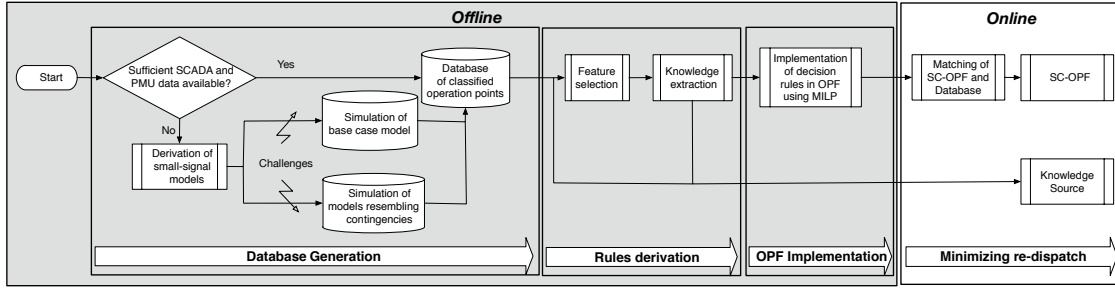 Offline
Online
Start
Sufficient SCADA and
PMU data available?
Yes
No
Database
of classified
operation points
Derivation of
small-signal
models
Challenges
Simulation of
base case model
Simulation of
models resembling
contingencies
Feature
selection
Knowledge
extraction
Implementation
of decision
rules in OPF
using MILP
Matching of
SC-OPF and
Database
SC-OPF
Knowledge
Source
Database Generation
Rules derivation
OPF Implementation
Minimizing re-dispatch